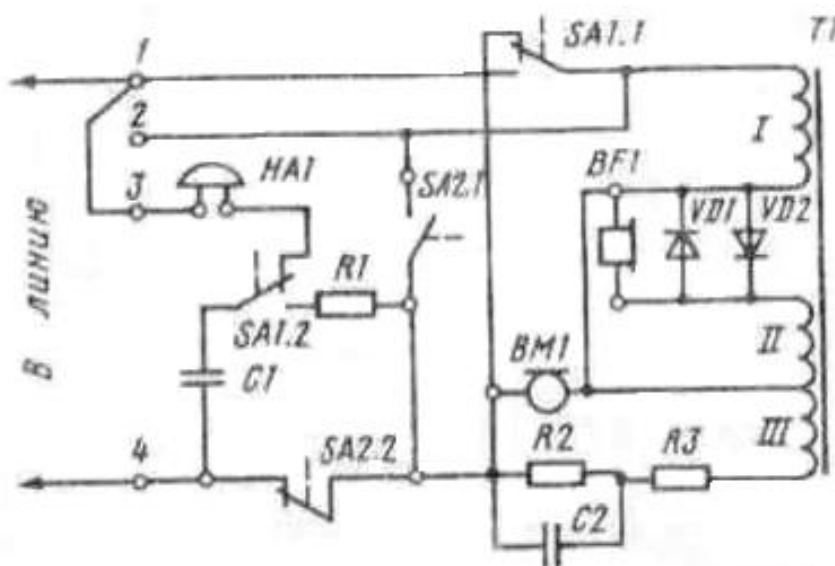 1
SA1.1
T1
2
I
3
HA1
SA2.1
BF1
VD1
VD2
R1
В линию
SA1.2
C1
BM1
II
4
SA2.2
R2
R3
III
C2